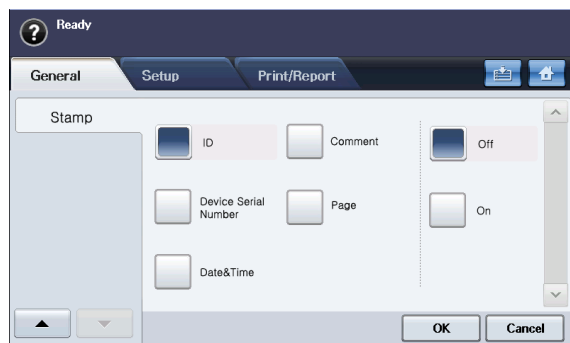 ? Ready
General Setup Print/Report
Stamp
ID Comment Off
Device Serial
Number
Page On
Date&Time
OK Cancel